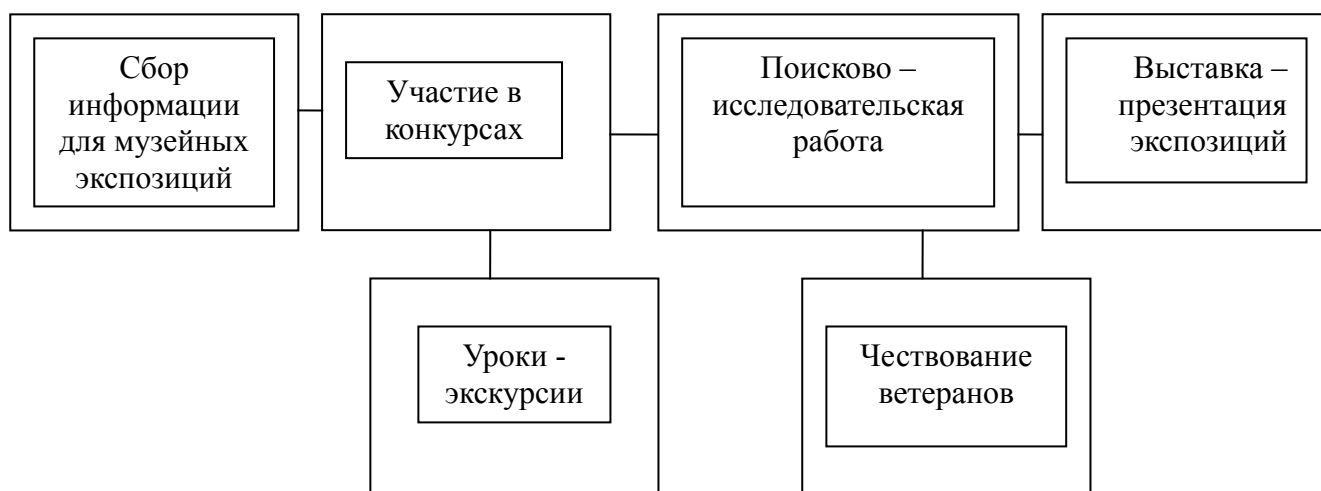 Сбор
информации
для музейных
экспозиций
Участие в
конкурсах
Поисково –
исследовательская
работа
Выставка –
презентация
экспозиций
Уроки -
экскурсии
Чествование
ветеранов